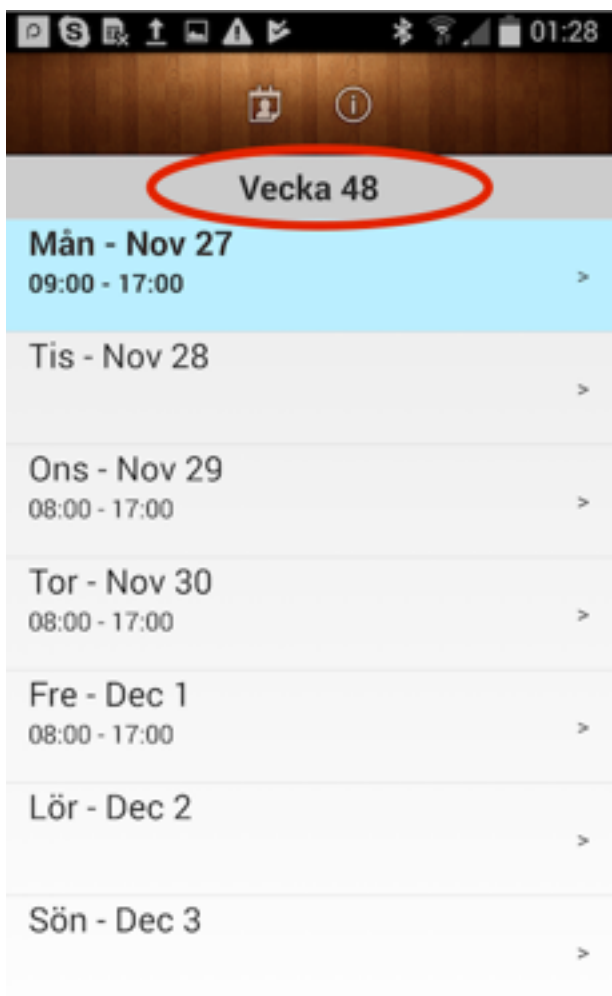 01:28
Vecka 48
Mån - Nov 27
09:00 - 17:00
>
Tis - Nov 28
>
Ons - Nov 29
08:00 - 17:00
>
Tor - Nov 30
08:00 - 17:00
>
Fre - Dec 1
08:00 - 17:00
>
Lör - Dec 2
>
Sön - Dec 3
>